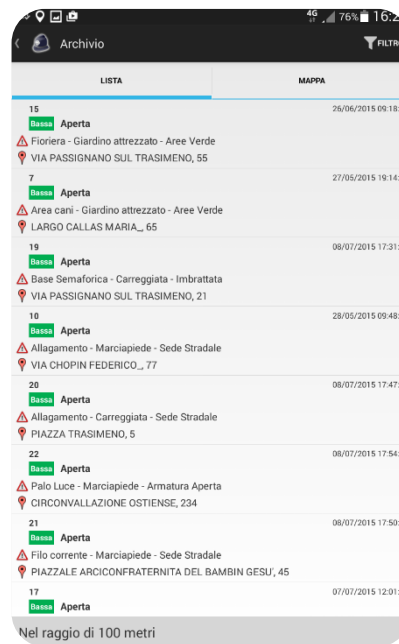 4G 76% 16:2
Archivio FILTRO
LISTA MAPPA
15 26/06/2015 09:18:
Bassa Aperta
Fioriera - Giardino attrezzato - Aree Verde
VIA PASSIGNANO SUL TRASIMENO, 55
7 27/05/2015 19:14:
Bassa Aperta
Area cani - Giardino attrezzato - Aree Verde
LARGO CALLAS MARIA_, 65
19 08/07/2015 17:31:
Bassa Aperta
Base Semaforica - Carreggiata - Imbrattata
VIA PASSIGNANO SUL TRASIMENO, 21
10 28/05/2015 09:48:
Bassa Aperta
Allagamento - Marciapiede - Sede Stradale
VIA CHOPIN FEDERICO_, 77
20 08/07/2015 17:47:
Bassa Aperta
Allagamento - Carreggiata - Sede Stradale
PIAZZA TRASIMENO, 5
22 08/07/2015 17:54:
Bassa Aperta
Palo Luce - Marciapiede - Armatura Aperta
CIRCONVALLAZIONE OSTIENSE, 234
21 08/07/2015 17:50:
Bassa Aperta
Filo corrente - Marciapiede - Sede Stradale
PIAZZALE ARCICONFRATERNITA DEL BAMBIN GESU', 45
17 07/07/2015 12:01:
Bassa Aperta
Nel raggio di 100 metri